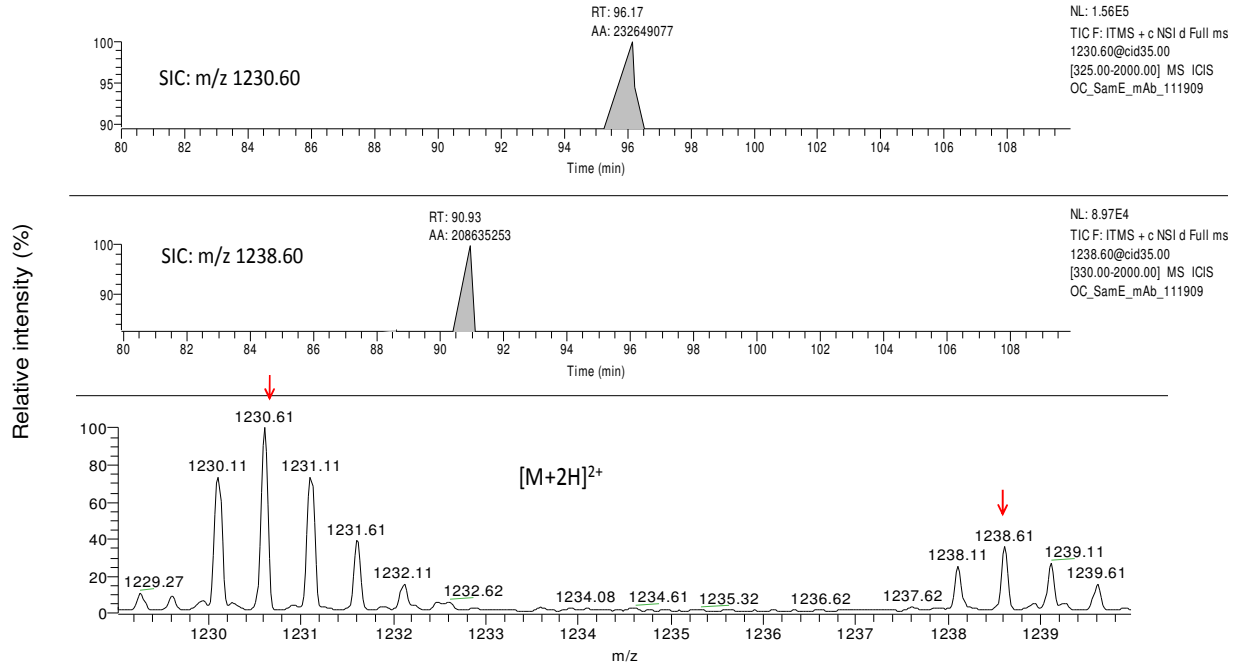 RT: 96.17
AA: 232649077
NL: 1.56E5
TIC F: ITMS + c NSI d Full ms
1230.60@cid35.00
[325.00-2000.00] MS ICIS
OC_SamE_mAb_111909
SIC: m/z 1230.60
100
95
90
80 82 84 86 88 90 92 94 96 98 100 102 104 106 108
Time (min)
RT: 90.93
AA: 208635253
NL: 8.97E4
TIC F: ITMS + c NSI d Full ms
1238.60@cid35.00
[330.00-2000.00] MS ICIS
OC_SamE_mAb_111909
SIC: m/z 1238.60
100
90
80 82 84 86 88 90 92 94 96 98 100 102 104 106 108
Time (min)
Relative intensity (%)
[M+2H]2+
100
80
60
40
20
0
1229.27
1230.11
1230.61
1231.11
1231.61
1232.11
1232.62
1234.08
1234.61
1235.32
1236.62
1237.62
1238.11
1238.61
1239.11
1239.61
1230 1231 1232 1233 1234 1235 1236 1237 1238 1239
m/z